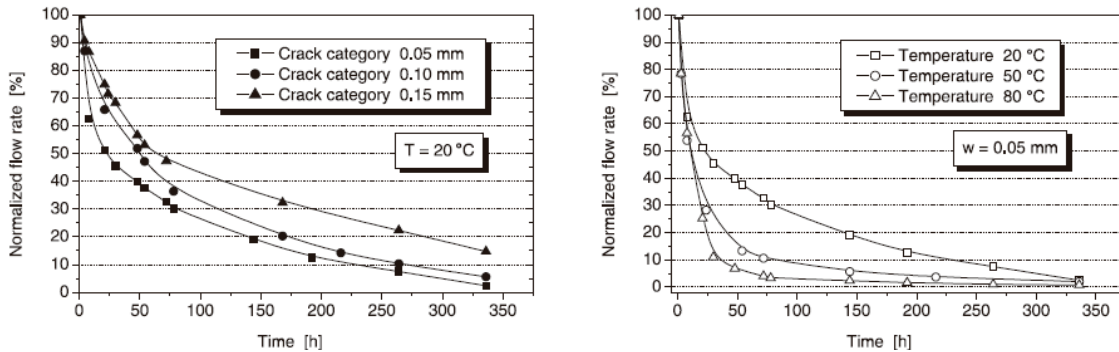 Normalized flow rate [%]
100
90
80
70
60
50
40
30
20
10
0
Crack category 0.05 mm
Crack category 0.10 mm
Crack category 0.15 mm
T = 20 °C
0 50 100 150 200 250 300 350
Time [h]
Normalized flow rate [%]
100
90
80
70
60
50
40
30
20
10
0
Temperature 20 °C
Temperature 50 °C
Temperature 80 °C
w = 0.05 mm
0 50 100 150 200 250 300 350
Time [h]